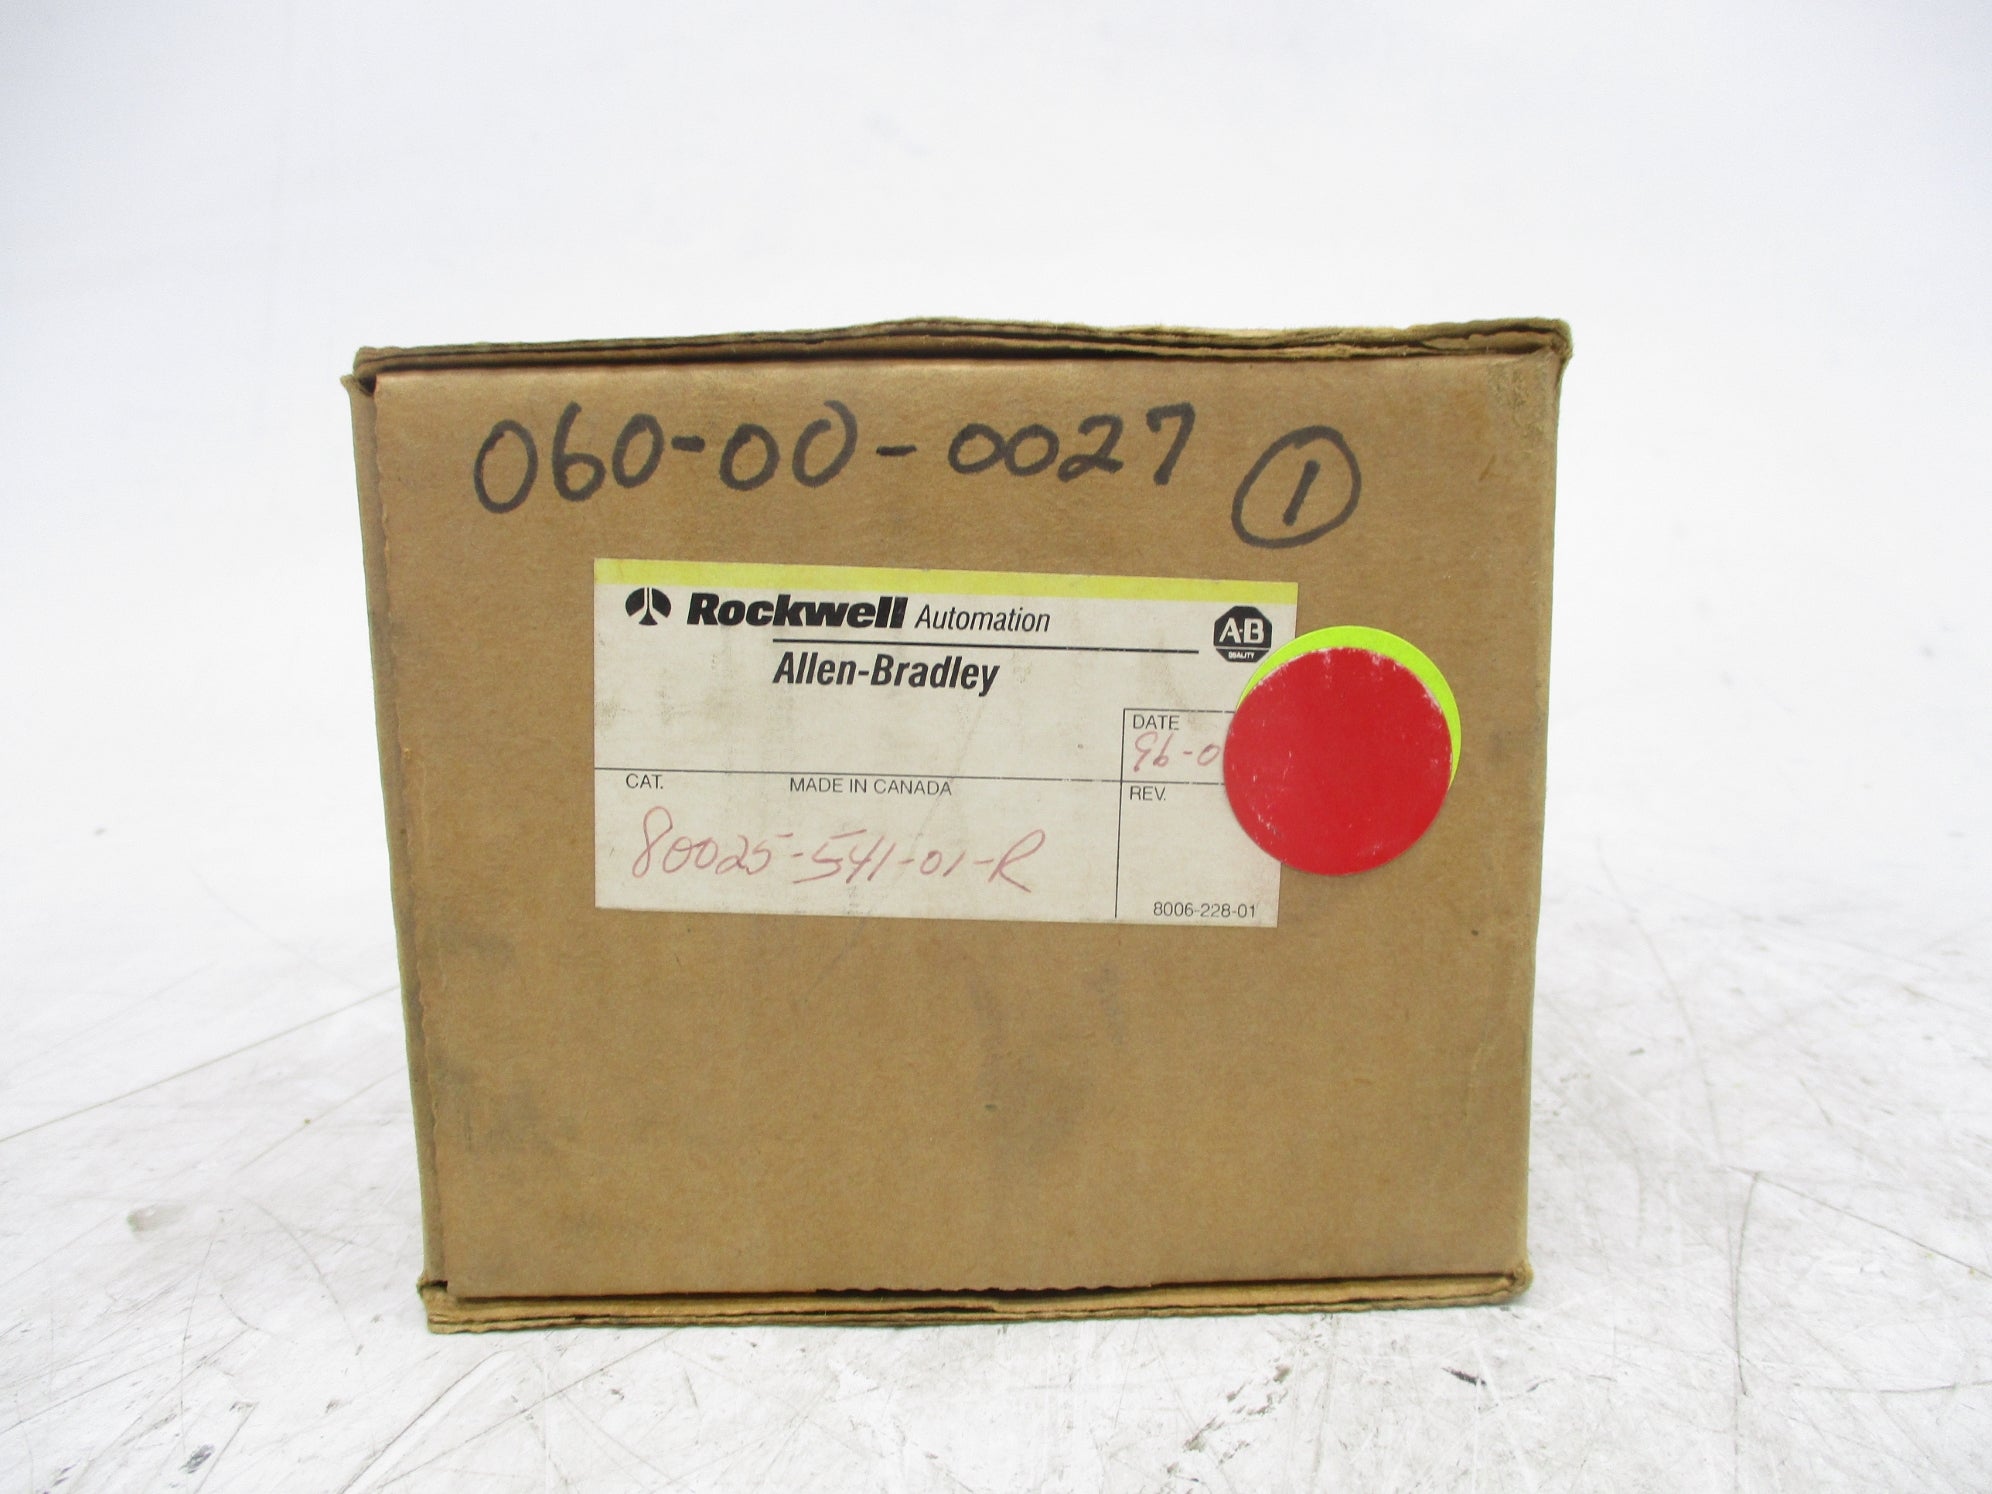 060-00-0027 1
Rockwell Automation
A-B
QUALITY
Allen-Bradley
DATE
96-0
CAT. MADE IN CANADA
REV.
80025-541-01-R
8006-228-01